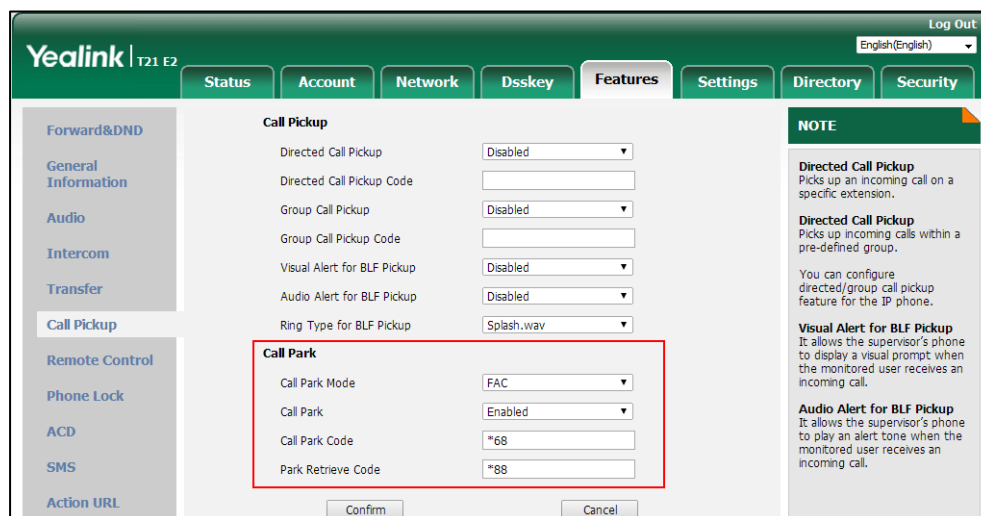 Log Out
Yealink | T21 E2
English(English)
Status Account Network Dsskey Features Settings Directory Security
Forward&DND
General
Information
Audio
Intercom
Transfer
Call Pickup
Remote Control
Phone Lock
ACD
SMS
Action URL
Call Pickup
Directed Call Pickup Disabled
Directed Call Pickup Code
Group Call Pickup Disabled
Group Call Pickup Code
Visual Alert for BLF Pickup Disabled
Audio Alert for BLF Pickup Disabled
Ring Type for BLF Pickup Splash.wav
Call Park
Call Park Mode FAC
Call Park Enabled
Call Park Code *68
Park Retrieve Code *88
Confirm Cancel
NOTE
Directed Call Pickup
Picks up an incoming call on a
specific extension.
Directed Call Pickup
Picks up incoming calls within a
pre-defined group.
You can configure
directed/group call pickup
feature for the IP phone.
Visual Alert for BLF Pickup
It allows the supervisor's phone
to display a visual prompt when
the monitored user receives an
incoming call.
Audio Alert for BLF Pickup
It allows the supervisor's phone
to play an alert tone when the
monitored user receives an
incoming call.